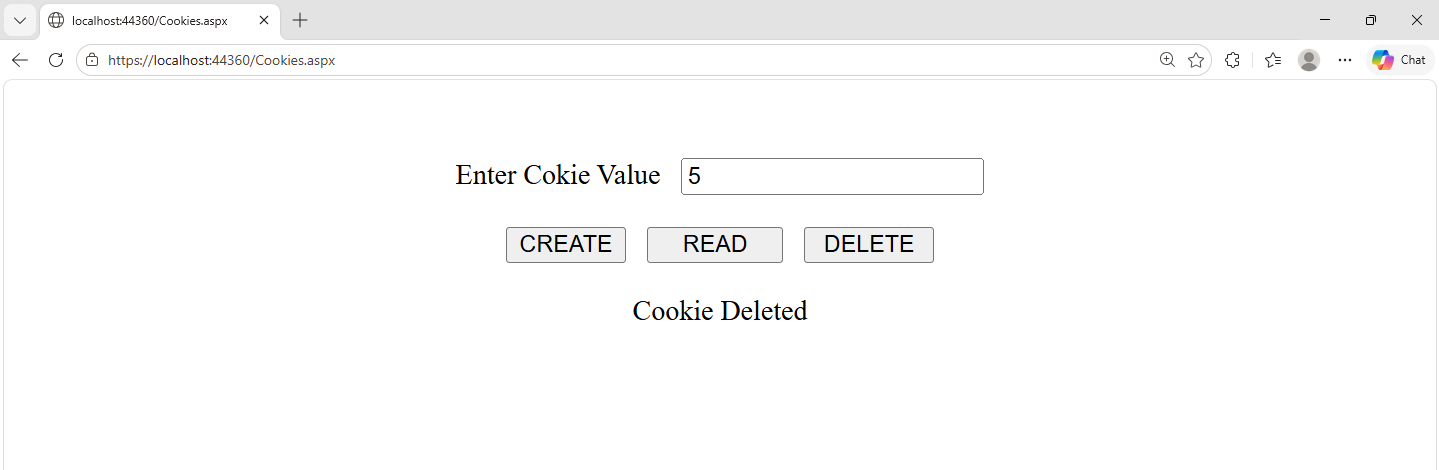 localhost:44360/Cookies.aspx
https://localhost:44360/Cookies.aspx
Chat
Enter Cokie Value 5
CREATE READ DELETE
Cookie Deleted